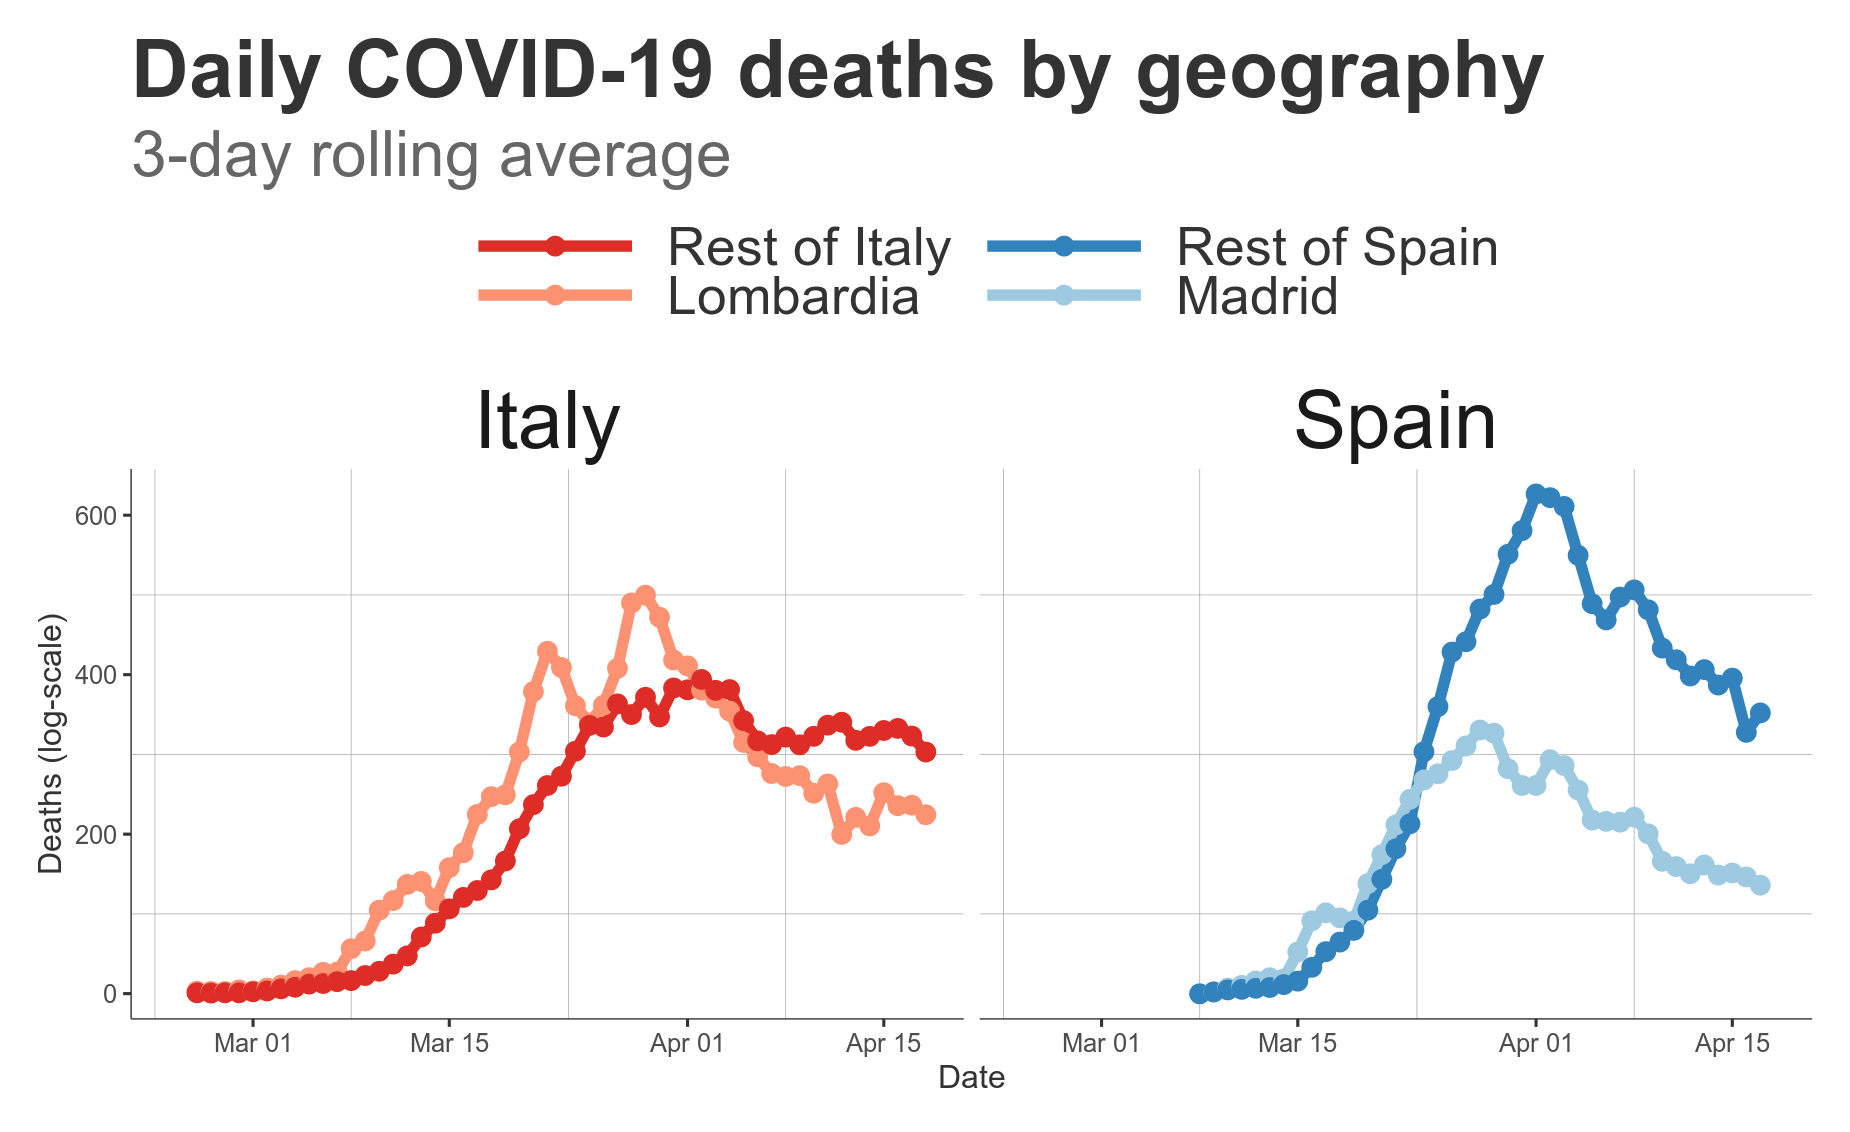 Daily COVID-19 deaths by geography
3-day rolling average
Rest of Italy
Rest of Spain
Lombardia
Madrid
Italy
Spain
600
400
200
0
Deaths (log-scale)
Mar 01
Mar 15
Apr 01
Apr 15
Mar 01
Mar 15
Apr 01
Apr 15
Date